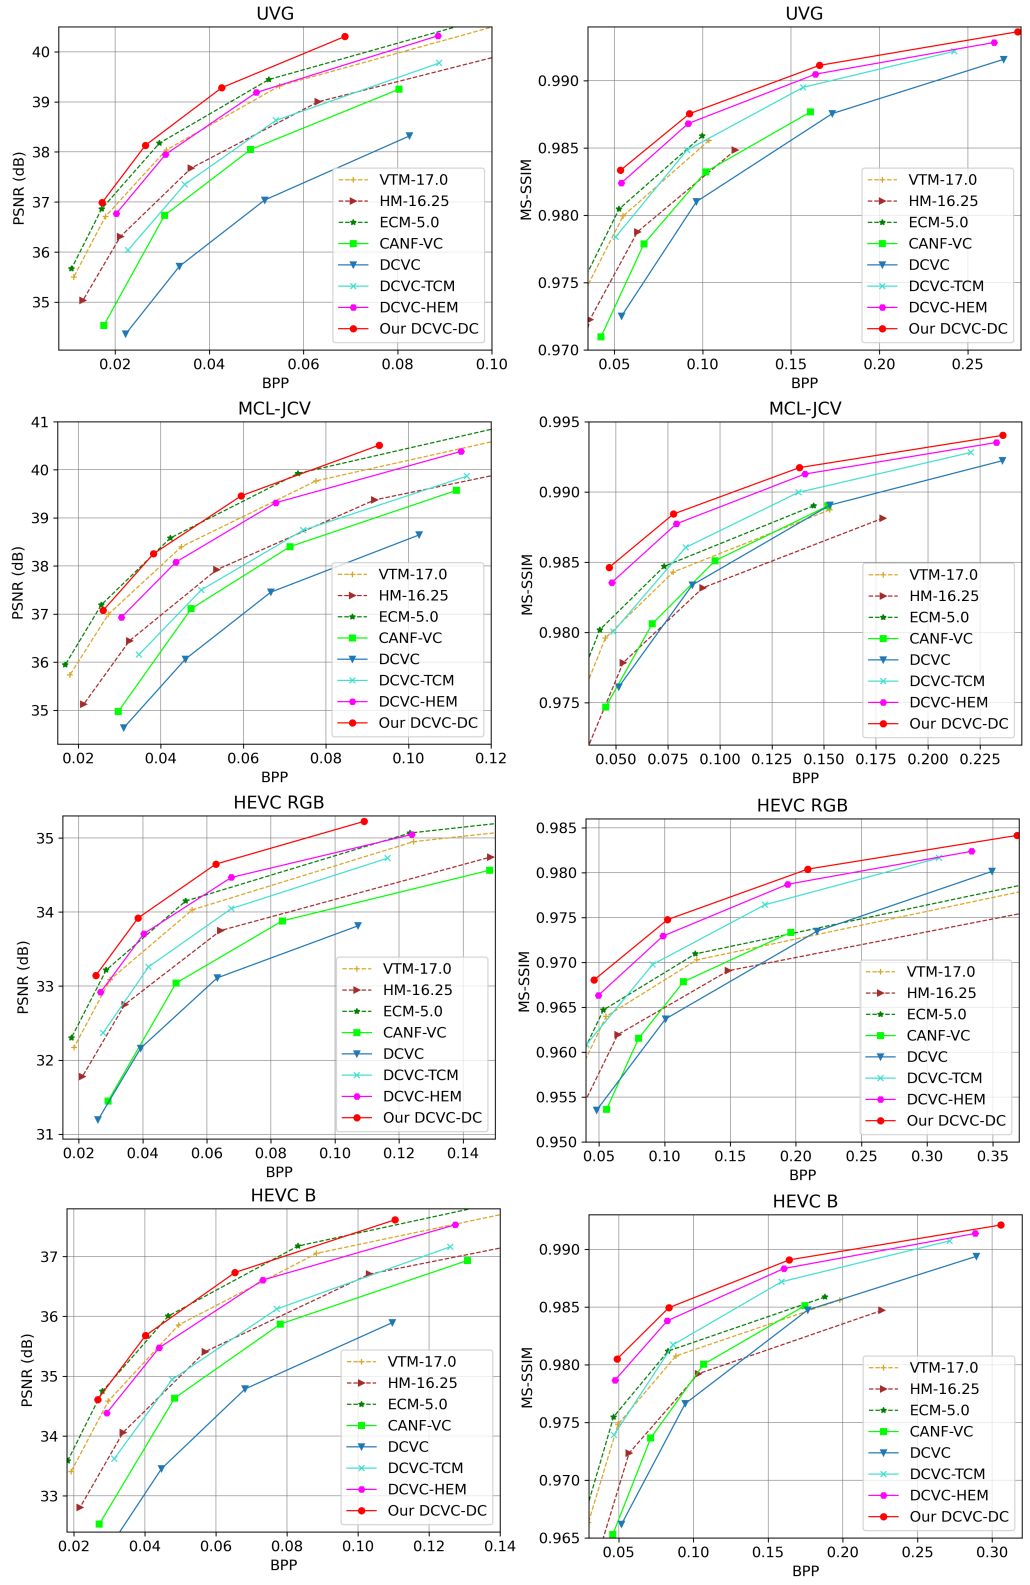 UVG
PSNR (dB)
40
39
38
37
36
35
0.02 0.04 0.06 0.08 0.10
BPP
VTM-17.0
HM-16.25
ECM-5.0
CANF-VC
DCVC
DCVC-TCM
DCVC-HEM
Our DCVC-DC
UVG
MS-SSIM
0.990
0.985
0.980
0.975
0.970
0.05 0.10 0.15 0.20 0.25
BPP
VTM-17.0
HM-16.25
ECM-5.0
CANF-VC
DCVC
DCVC-TCM
DCVC-HEM
Our DCVC-DC
MCL-JCV
PSNR (dB)
41
40
39
38
37
36
35
0.02 0.04 0.06 0.08 0.10 0.12
BPP
VTM-17.0
HM-16.25
ECM-5.0
CANF-VC
DCVC
DCVC-TCM
DCVC-HEM
Our DCVC-DC
MCL-JCV
MS-SSIM
0.995
0.990
0.985
0.980
0.975
0.050 0.075 0.100 0.125 0.150 0.175 0.200 0.225
BPP
VTM-17.0
HM-16.25
ECM-5.0
CANF-VC
DCVC
DCVC-TCM
DCVC-HEM
Our DCVC-DC
HEVC RGB
PSNR (dB)
35
34
33
32
31
0.02 0.04 0.06 0.08 0.10 0.12 0.14
BPP
VTM-17.0
HM-16.25
ECM-5.0
CANF-VC
DCVC
DCVC-TCM
DCVC-HEM
Our DCVC-DC
HEVC RGB
MS-SSIM
0.985
0.980
0.975
0.970
0.965
0.960
0.955
0.950
0.05 0.10 0.15 0.20 0.25 0.30 0.35
BPP
VTM-17.0
HM-16.25
ECM-5.0
CANF-VC
DCVC
DCVC-TCM
DCVC-HEM
Our DCVC-DC
HEVC B
PSNR (dB)
37
36
35
34
33
0.02 0.04 0.06 0.08 0.10 0.12 0.14
BPP
VTM-17.0
HM-16.25
ECM-5.0
CANF-VC
DCVC
DCVC-TCM
DCVC-HEM
Our DCVC-DC
HEVC B
MS-SSIM
0.990
0.985
0.980
0.975
0.970
0.965
0.05 0.10 0.15 0.20 0.25 0.30
BPP
VTM-17.0
HM-16.25
ECM-5.0
CANF-VC
DCVC
DCVC-TCM
DCVC-HEM
Our DCVC-DC